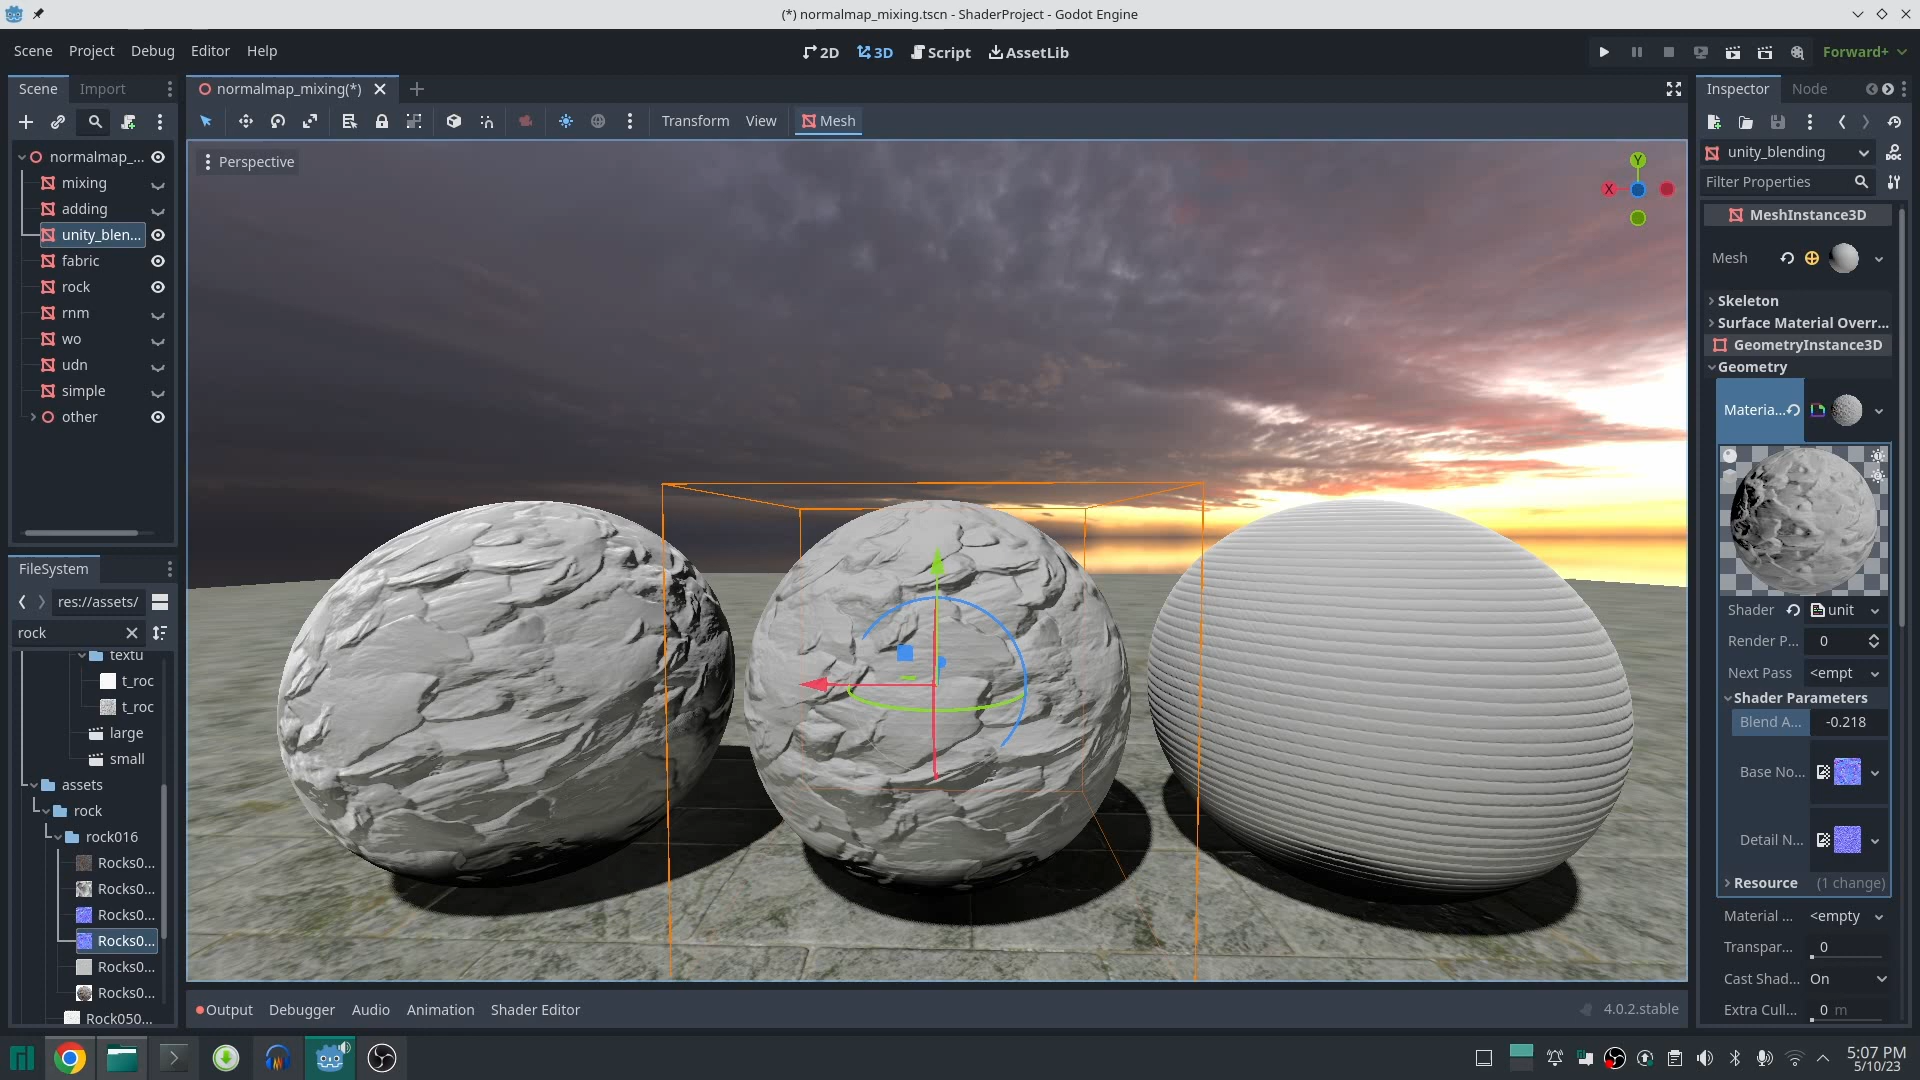 (*) normalmap_mixing.tscn - ShaderProject - Godot Engine
Scene Project Debug Editor Help
2D 3D Script AssetLib
Forward+
Scene Import
normalmap_mixing(*)
Inspector Node
Transform View Mesh
normalmap_...
mixing
adding
unity_blen...
fabric
rock
rnm
wo
udn
simple
other
Perspective
Y
X
unity_blending
Filter Properties
MeshInstance3D
Mesh
Skeleton
Surface Material Overr...
GeometryInstance3D
Geometry
Materia...
Shader unit
Render P... 0
Next Pass <empt
Shader Parameters
Blend A... -0.218
Base No...
Detail N...
Resource (1 change)
Material ... <empty
Transpar... 0
Cast Shad... On
Extra Cull... 0 m
FileSystem
res://assets/
rock
textu
t_roc
t_roc
large
small
assets
rock
rock016
Rocks0...
Rocks0...
Rocks0...
Rocks0...
Rocks0...
Rocks0...
Rock050...
Output Debugger Audio Animation Shader Editor
4.0.2.stable
5:07 PM
5/10/23